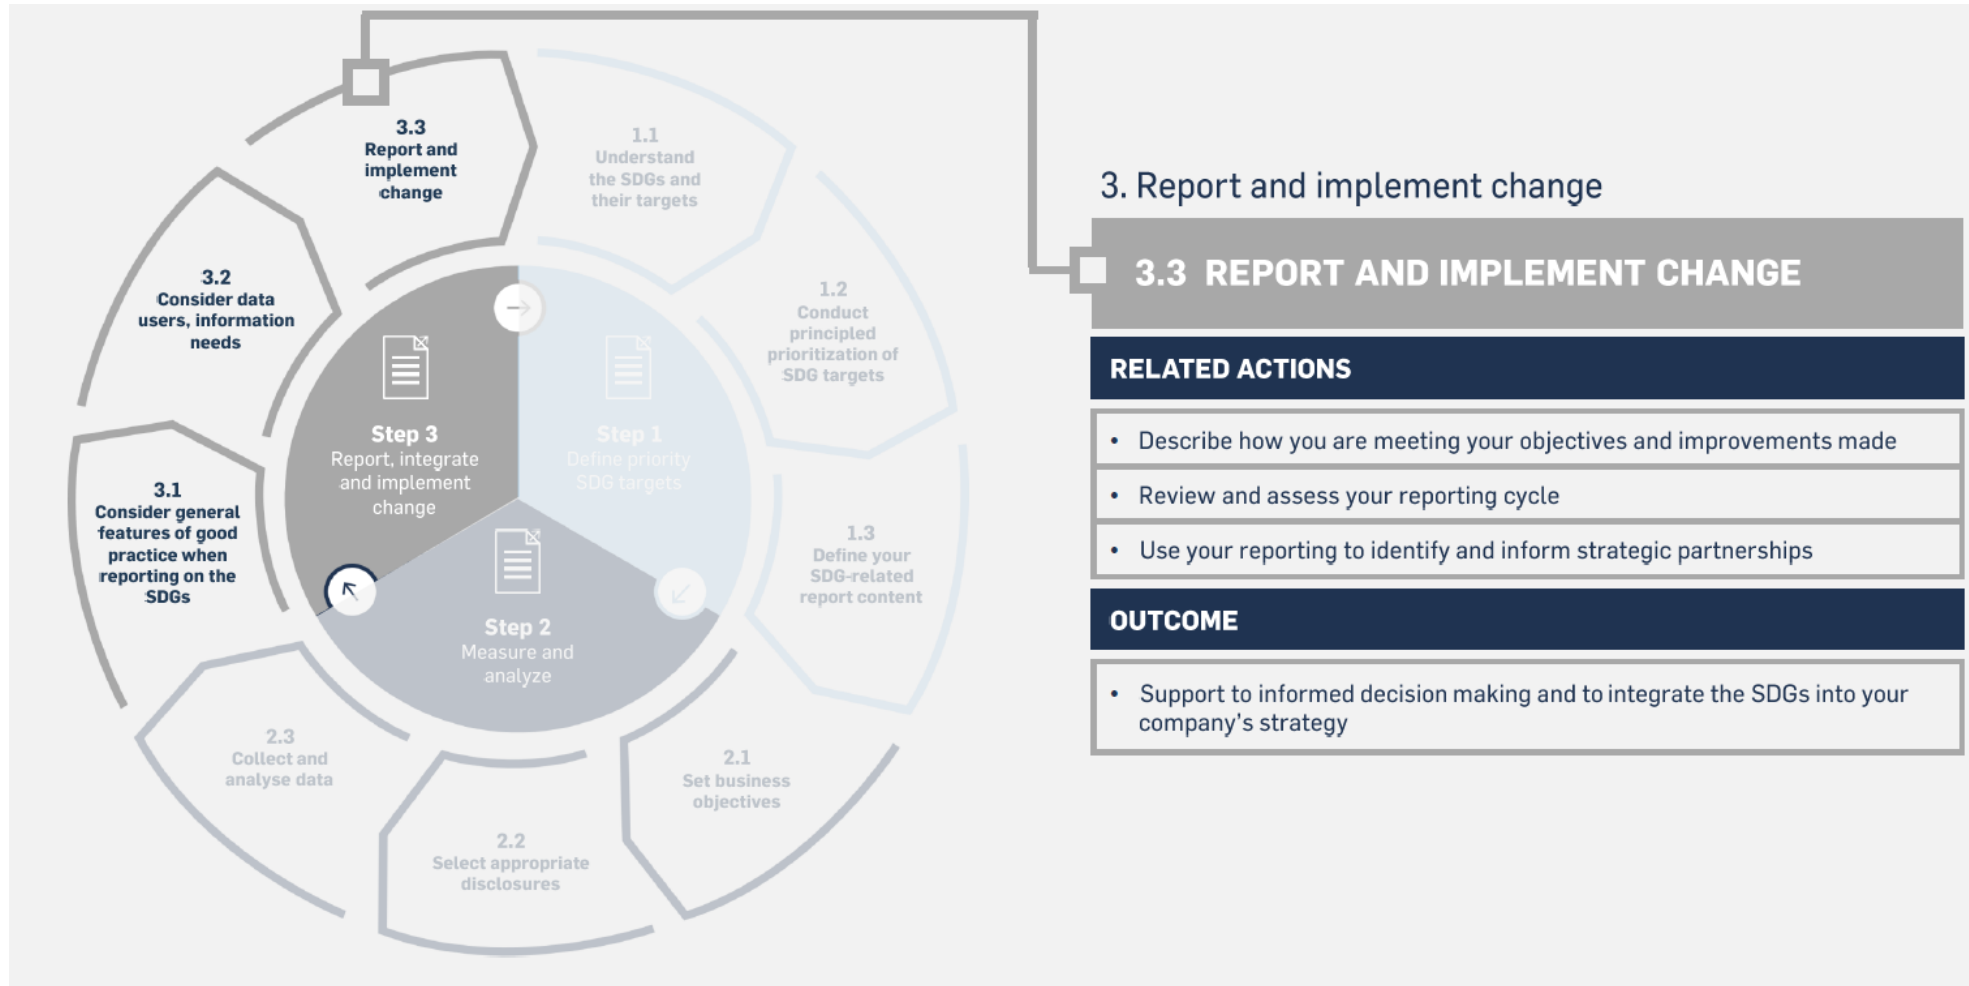 3.3
Report and
implement
change
1.1
Understand
the SDGs and
their targets
1.2
Conduct
principled
prioritization of
SDG targets
1.3
Define your
SDG-related
report content
2.1
Set business
objectives
2.2
Select appropriate
disclosures
2.3
Collect and
analyse data
3.1
Consider general
features of good
practice when
reporting on the
SDGs
3.2
Consider data
users, information
needs
Step 3
Report, integrate
and implement
change
Step 1
Define priority
SDG targets
Step 2
Measure and
analyze
3. Report and implement change
3.3 REPORT AND IMPLEMENT CHANGE
RELATED ACTIONS
• Describe how you are meeting your objectives and improvements made
• Review and assess your reporting cycle
• Use your reporting to identify and inform strategic partnerships
OUTCOME
• Support to informed decision making and to integrate the SDGs into your
company's strategy